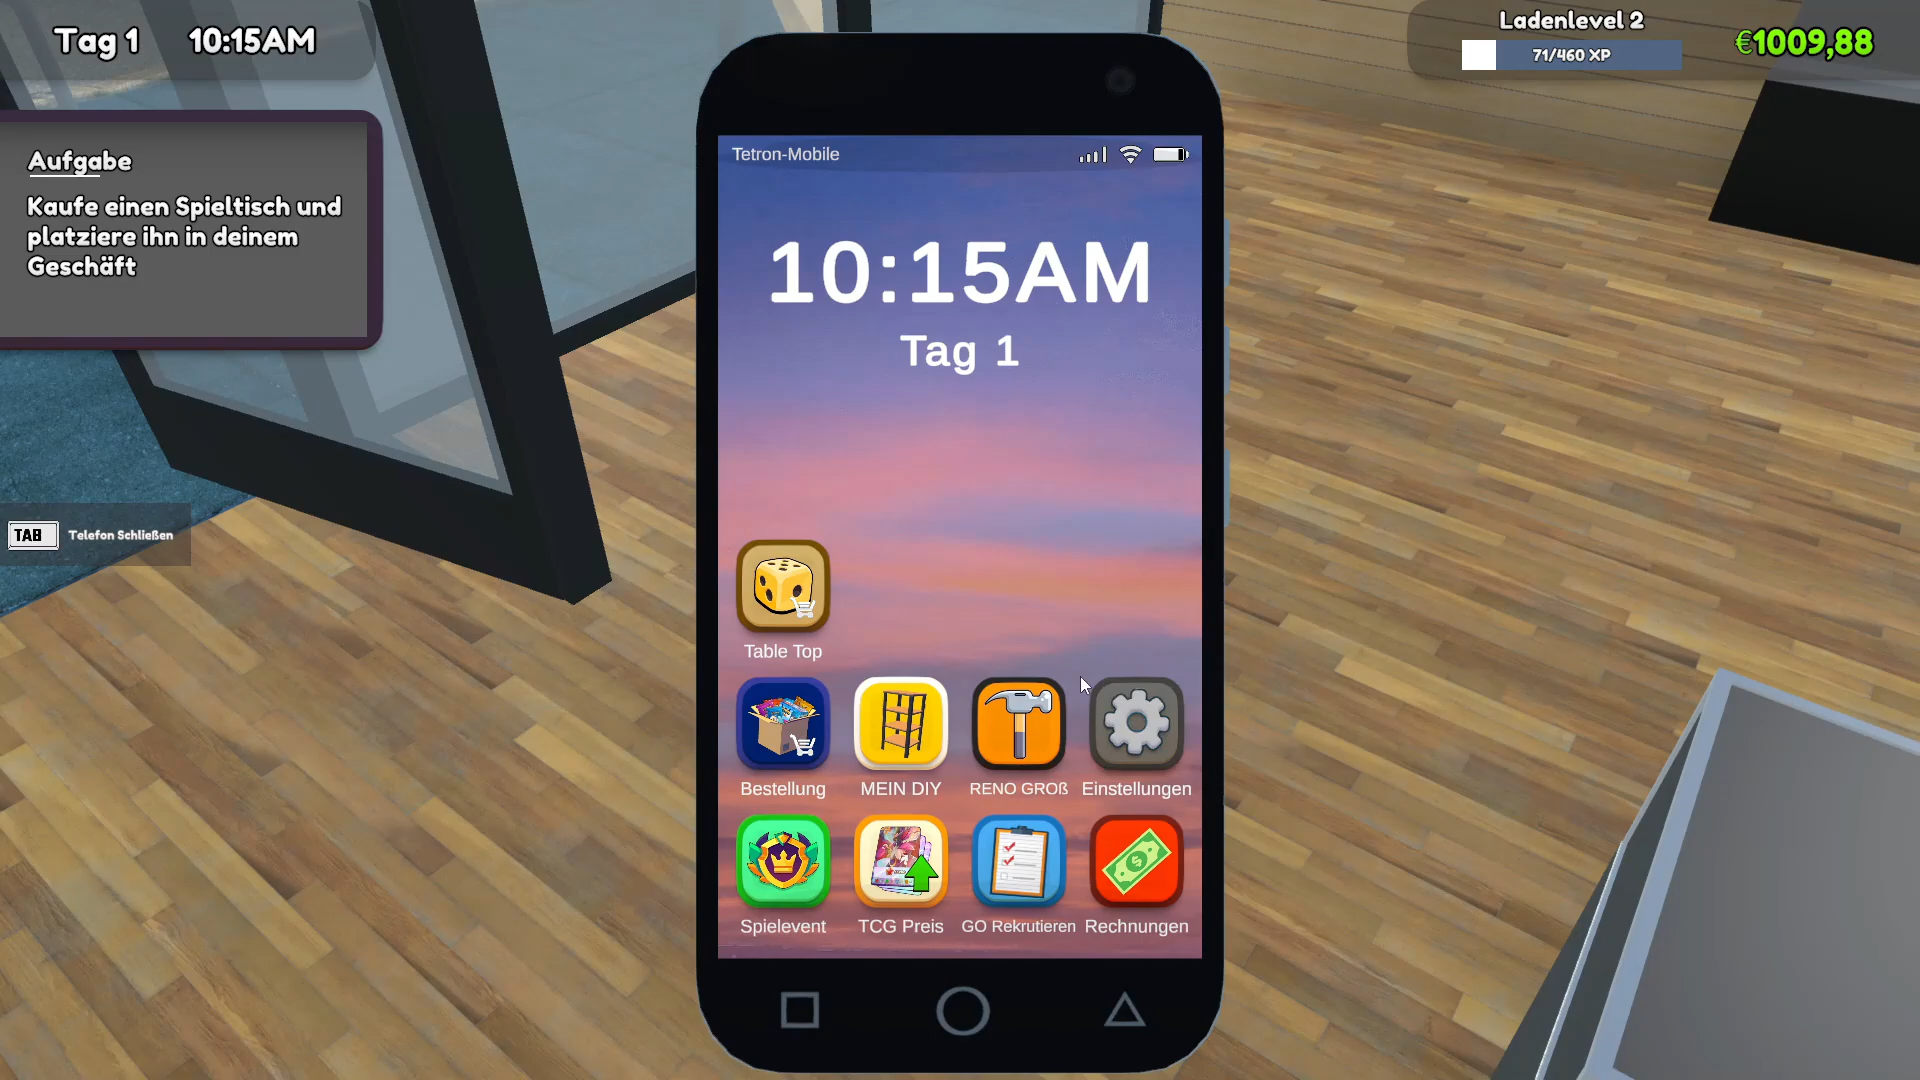 Tag 1 10:15AM
Ladenlevel 2
71/460 XP
€1009,88
Aufgabe
Kaufe einen Spieltisch und
platziere ihn in deinem
Geschäft
TAB Telefon Schließen
Tetron-Mobile
10:15AM
Tag 1
Table Top
Bestellung MEIN DIY RENO GROß Einstellungen
Spielevent TCG Preis GO Rekrutieren Rechnungen